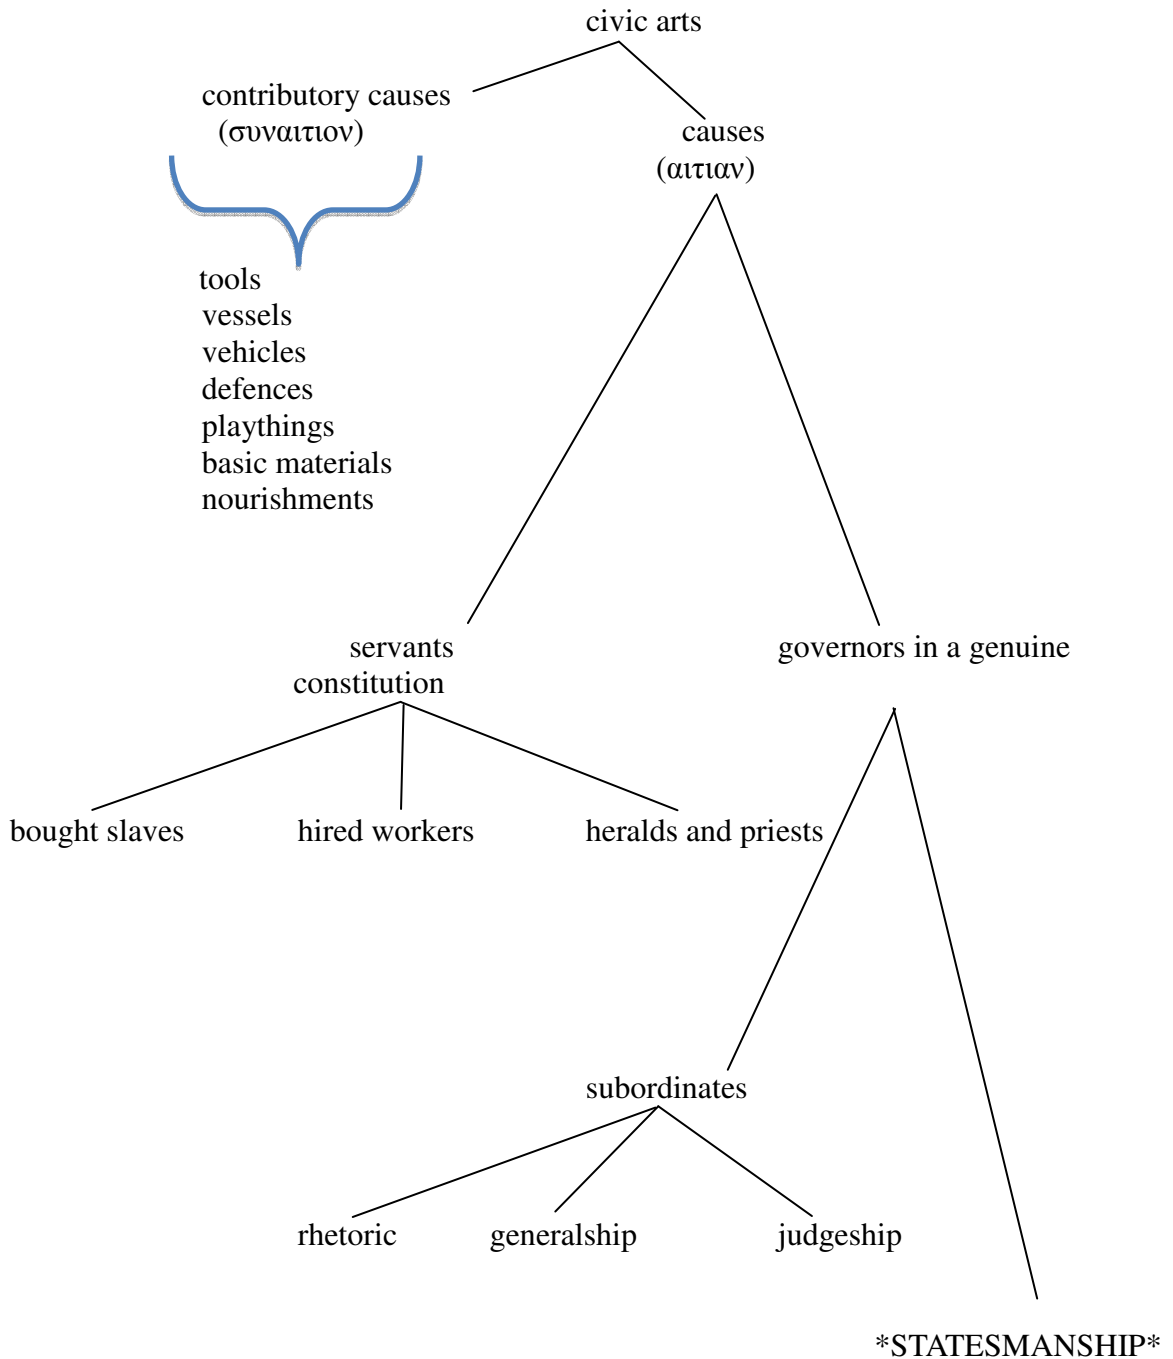 civic arts
contributory causes
(συναιτιον)
causes
(αιτιαν)
tools
vessels
vehicles
defences
playthings
basic materials
nourishments
servants governors in a genuine
constitution
bought slaves hired workers heralds and priests
subordinates
rhetoric generalship judgeship
*STATESMANSHIP*